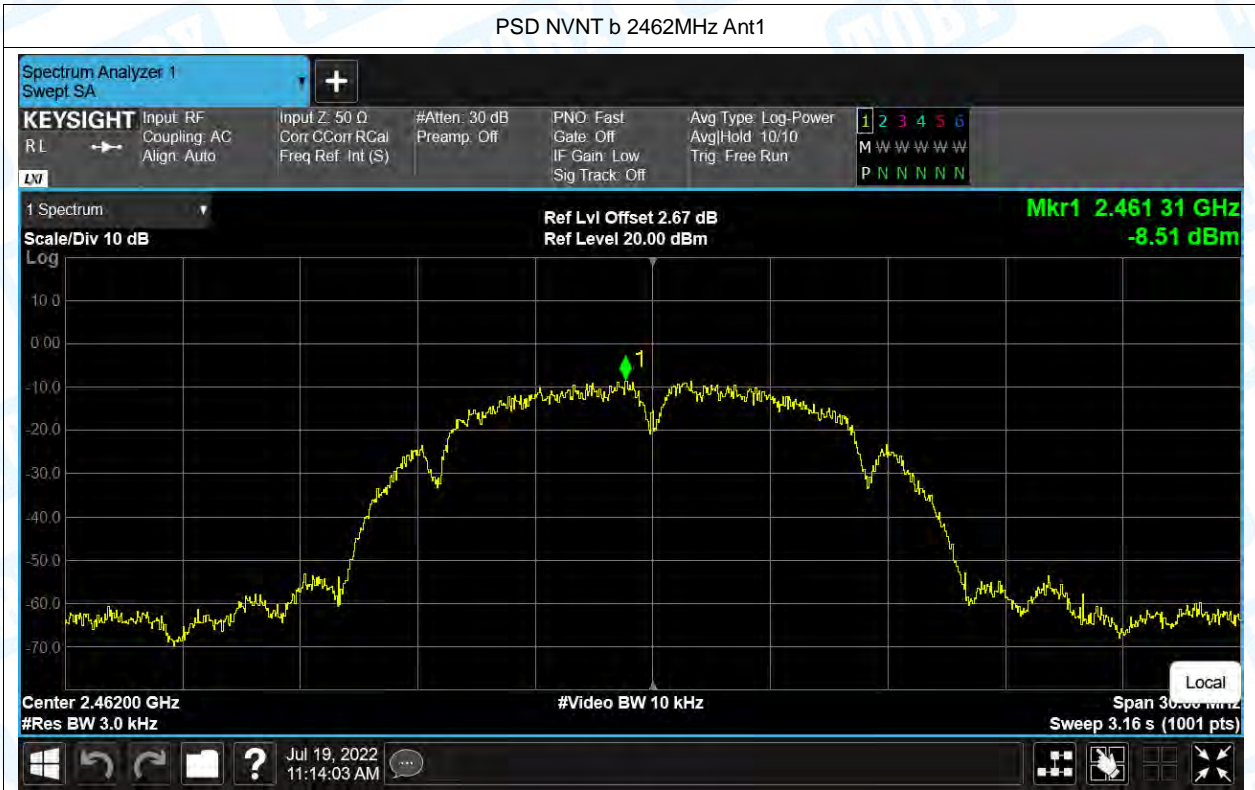 PSD NVNT b 2462MHz Ant1
Spectrum Analyzer 1
Swept SA
KEYSIGHT
R L
LXI
Input: RF
Coupling: AC
Align: Auto
Input Z: 50 Ω
Corr CCorr RCal
Freq Ref: Int (S)
#Atten: 30 dB
Preamp: Off
PNO: Fast
Gate: Off
IF Gain: Low
Sig Track: Off
Avg Type: Log-Power
Avg|Hold: 10/10
Trig: Free Run
1 2 3 4 5 6
M W W W W W W
P N N N N N N
1 Spectrum
Scale/Div 10 dB
Ref Lvl Offset 2.67 dB
Ref Level 20.00 dBm
Mkr1 2.461 31 GHz
-8.51 dBm
Log
10.0
0.00
-10.0
-20.0
-30.0
-40.0
-50.0
-60.0
-70.0
1
Center 2.46200 GHz
#Res BW 3.0 kHz
#Video BW 10 kHz
Span 30.00 MHz
Sweep 3.16 s (1001 pts)
Local
?
Jul 19, 2022
11:14:03 AM
TOBY